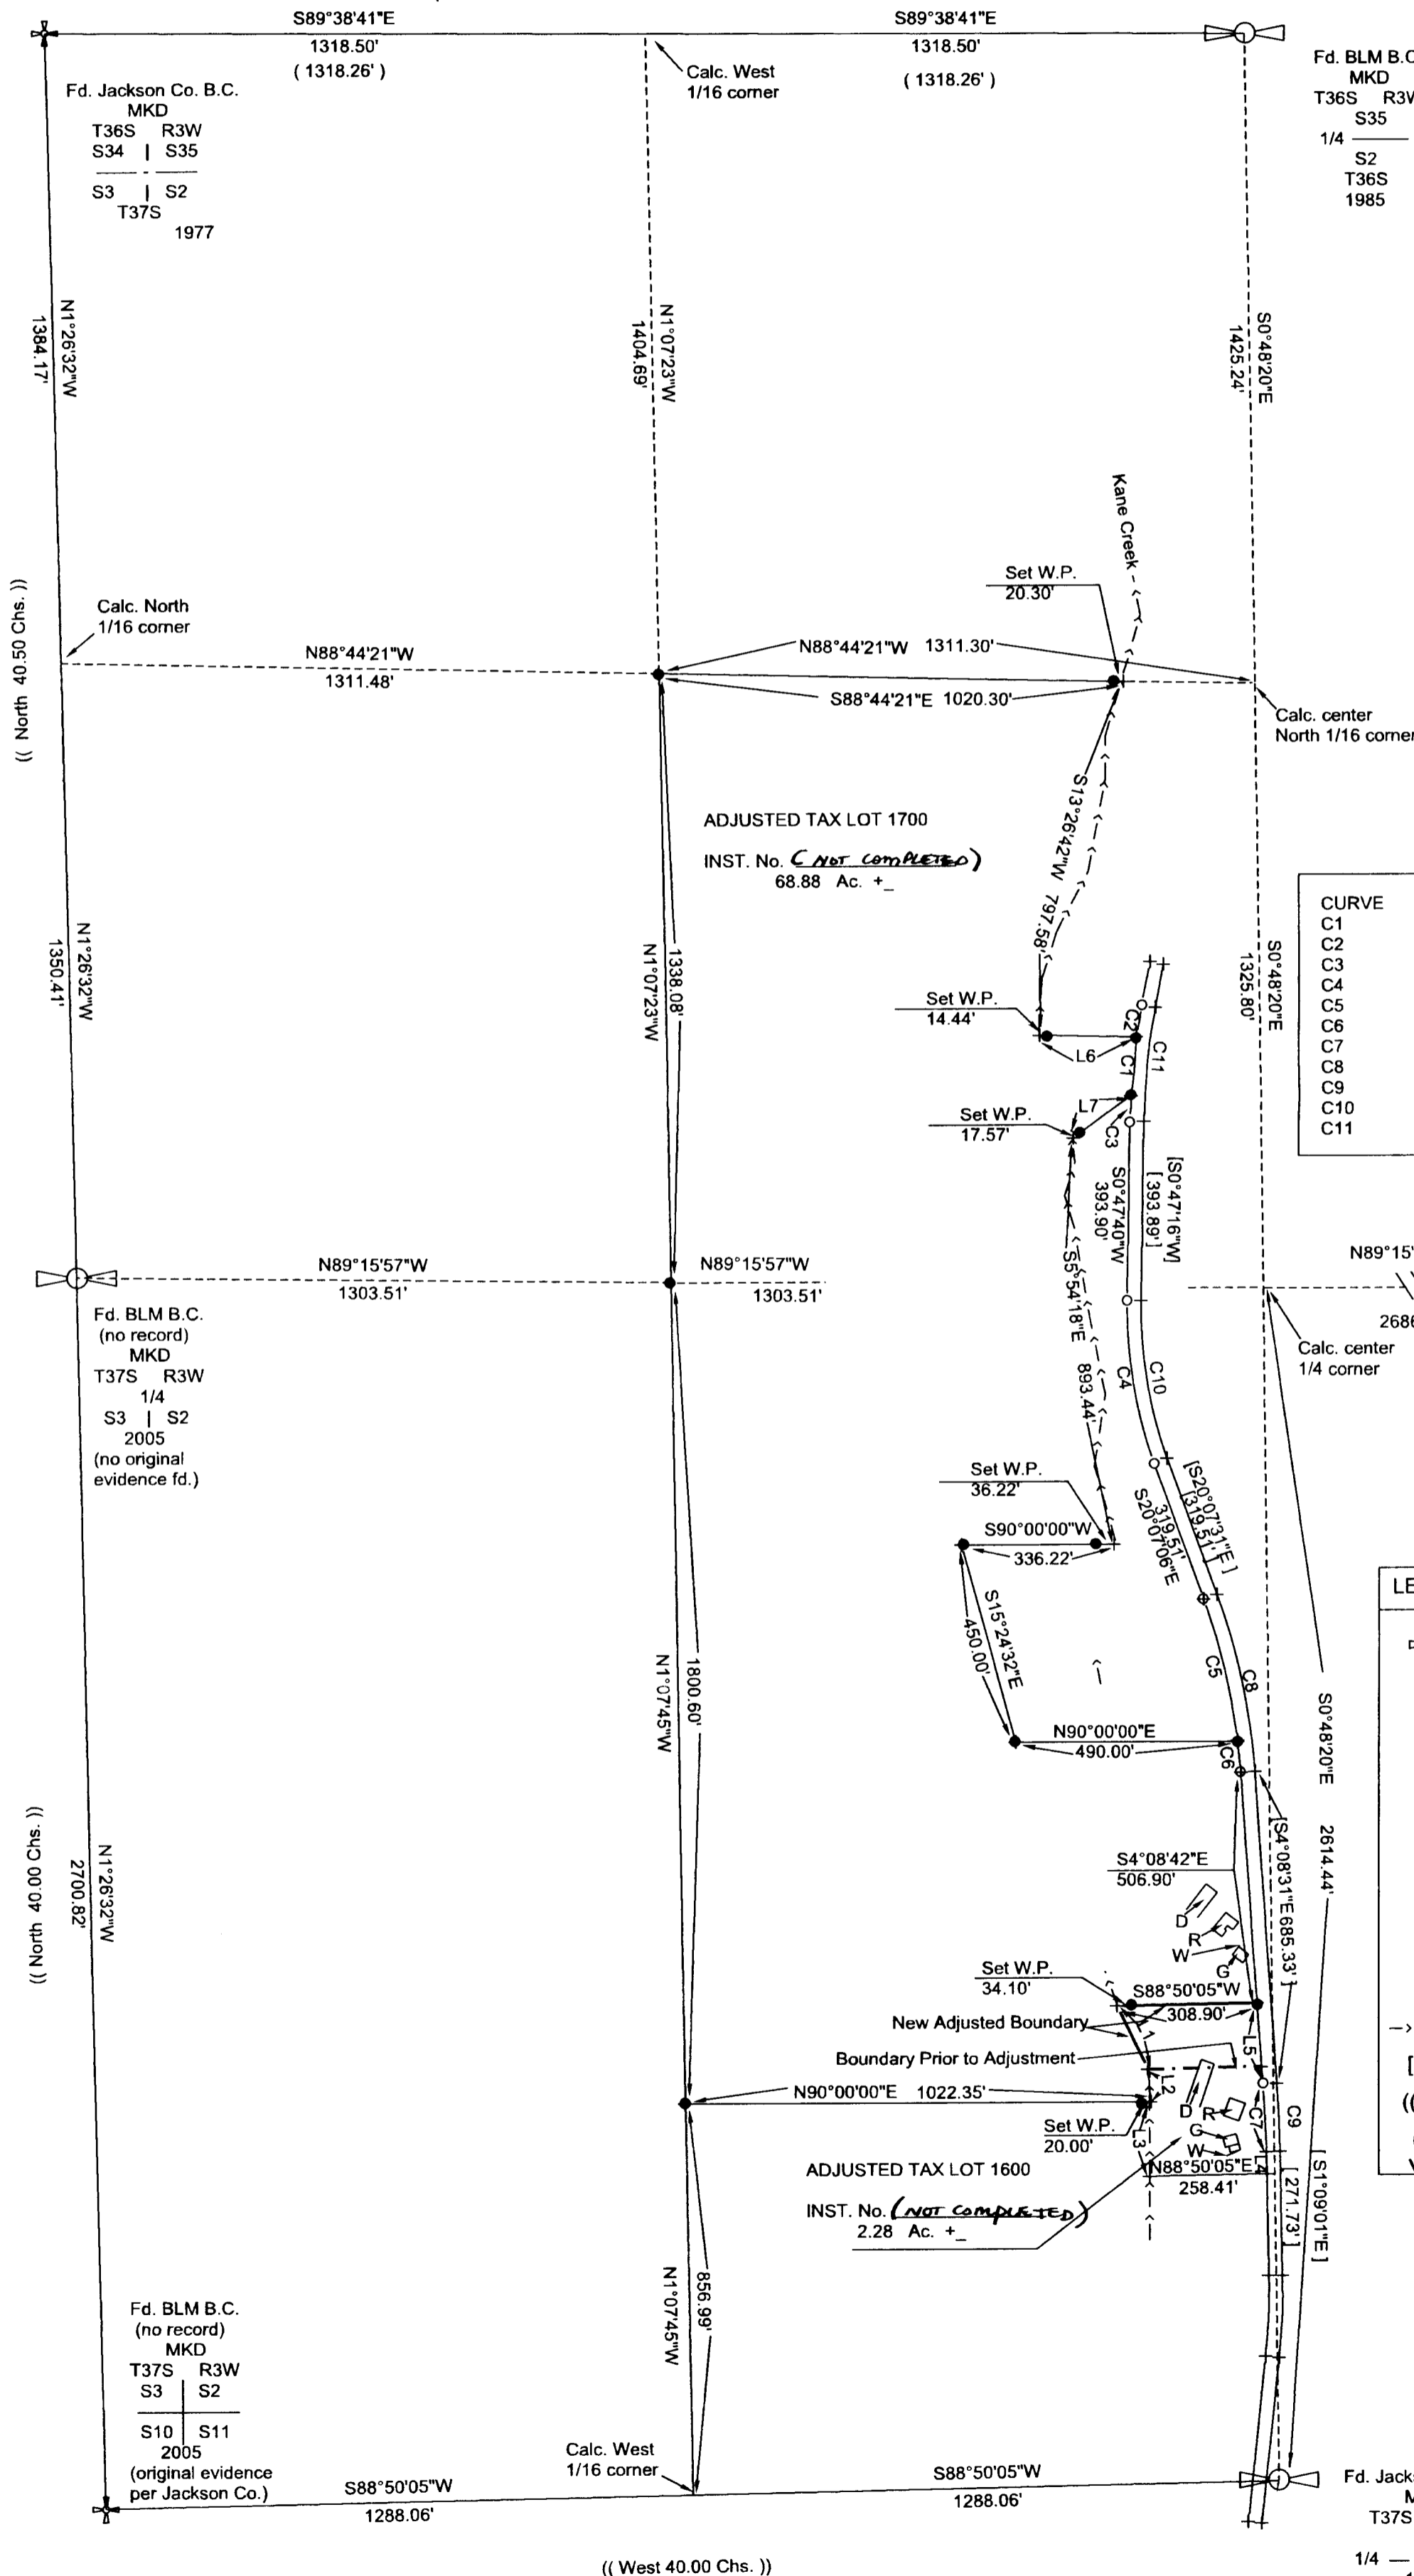 S89°38'41"E
1318.50'
( 1318.26' )
S89°38'41"E
1318.50'
( 1318.26' )
Calc. West
1/16 corner
Fd. Jackson Co. B.C.
MKD
T36S R3W
S34 | S35
S3 | S2
T37S
1977
Fd. BLM B.C
MKD
T36S R3W
S35
1/4
S2
T36S
1985
N1°26'32"W
1384.17'
N1°07'23"W
1404.69'
S0°48'20"E
1425.24'
Kane Creek
(( North 40.50 Chs. ))
Calc. North
1/16 corner
Set W.P.
20.30'
N88°44'21"W
1311.48'
N88°44'21"W 1311.30'
S88°44'21"E 1020.30'
Calc. center
North 1/16 corner
S13°26'42"W 797.58'
ADJUSTED TAX LOT 1700
INST. No. (NOT COMPLETED)
68.88 Ac. +_
CURVE
C1
C2
C3
C4
C5
C6
C7
C8
C9
C10
C11
N1°26'32"W
1350.41'
1338.08'
N1°07'23"W
S0°48'20"E
1325.80'
Set W.P.
14.44'
L6
C2
C1
C11
L7
C3
Set W.P.
17.57'
[S0°47'16"W]
[ 393.89' ]
S0°47'40"W
393.90'
N89°15'57"W
1303.51'
N89°15'57"W
1303.51'
N89°15'
2686
Calc. center
1/4 corner
Fd. BLM B.C.
(no record)
MKD
T37S R3W
1/4
S3 | S2
2005
(no original
evidence fd.)
S5°54'18"E 893.44'
C4
C10
[S20°07'31"E ]
[319.51' ]
319.51'
S20°07'06"E
Set W.P.
36.22'
S90°00'00"W
336.22'
S15°24'32"E
450.00'
C5
C8
LE
N90°00'00"E
490.00'
C6
1800.60'
N1°07'45"W
S0°48'20"E 2614.44'
[S4°08'31"E 685.33' ]
S4°08'42"E
506.90'
(( North 40.00 Chs. ))
N1°26'32"W
2700.82'
D
R
W
G
Set W.P.
34.10'
S88°50'05"W
308.90'
New Adjusted Boundary
L1
Boundary Prior to Adjustment
L5
L2
N90°00'00"E 1022.35'
D
R
G
W
C7
C9
Set W.P.
20.00'
L3
L4
N88°50'05"E
258.41'
[ S1°09'01"E ]
[ 271.73' ]
ADJUSTED TAX LOT 1600
INST. No. (NOT COMPLETED)
2.28 Ac. +_
856.99'
N1°07'45"W
Fd. BLM B.C.
(no record)
MKD
T37S R3W
S3 | S2
S10 | S11
2005
(original evidence
per Jackson Co.)
Calc. West
1/16 corner
S88°50'05"W
1288.06'
S88°50'05"W
1288.06'
Fd. Jacks
M
T37S
1/4
(( West 40.00 Chs. ))